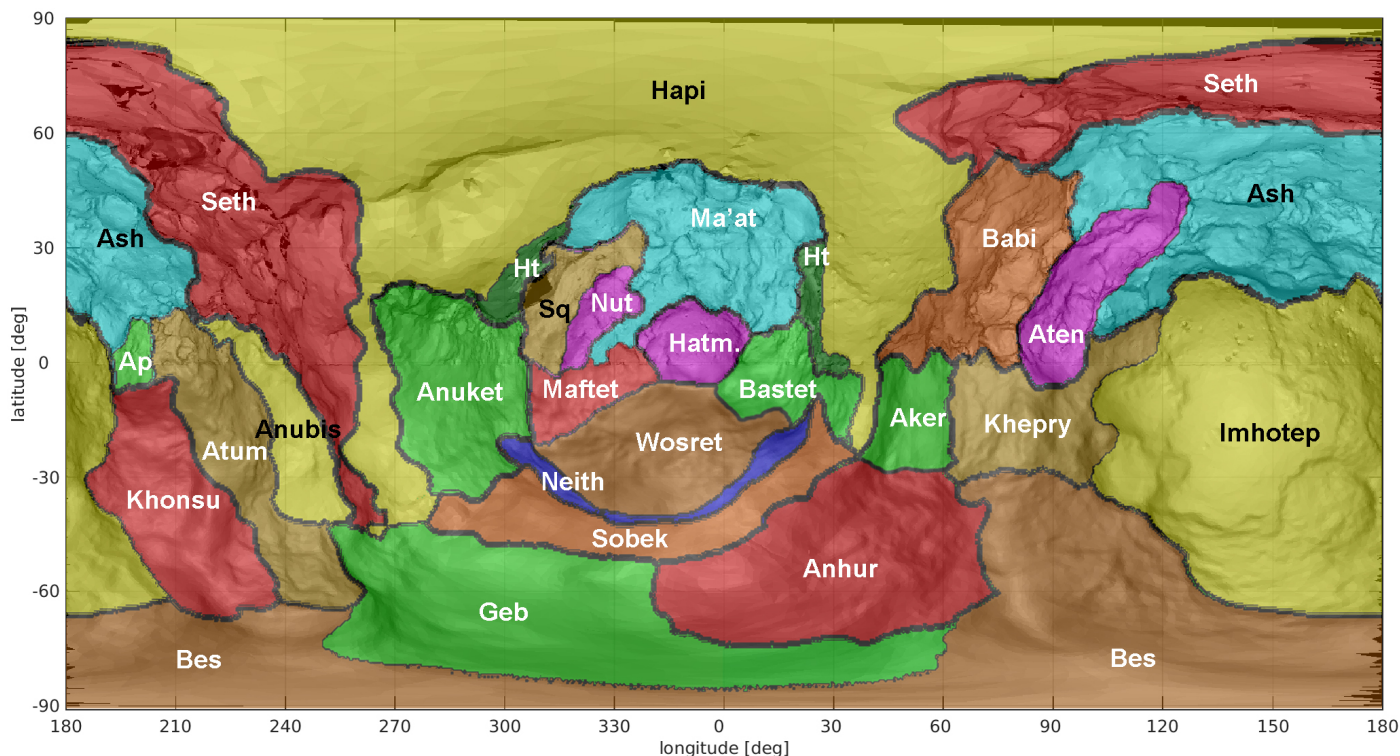 90
60
30
0
-30
-60
-90
latitude [deg]
Hapi
Seth
Seth
Ash
Ash
Ma'at
Babi
Ht
Ht
Sq
Nut
Hatm.
Aten
Ap
Anuket
Maftet
Bastet
Aker
Khepry
Imhotep
Anubis
Atum
Wosret
Khonsu
Neith
Sobek
Anhur
Geb
Bes
Bes
180
210
240
270
300
330
0
30
60
90
120
150
180
longitude [deg]